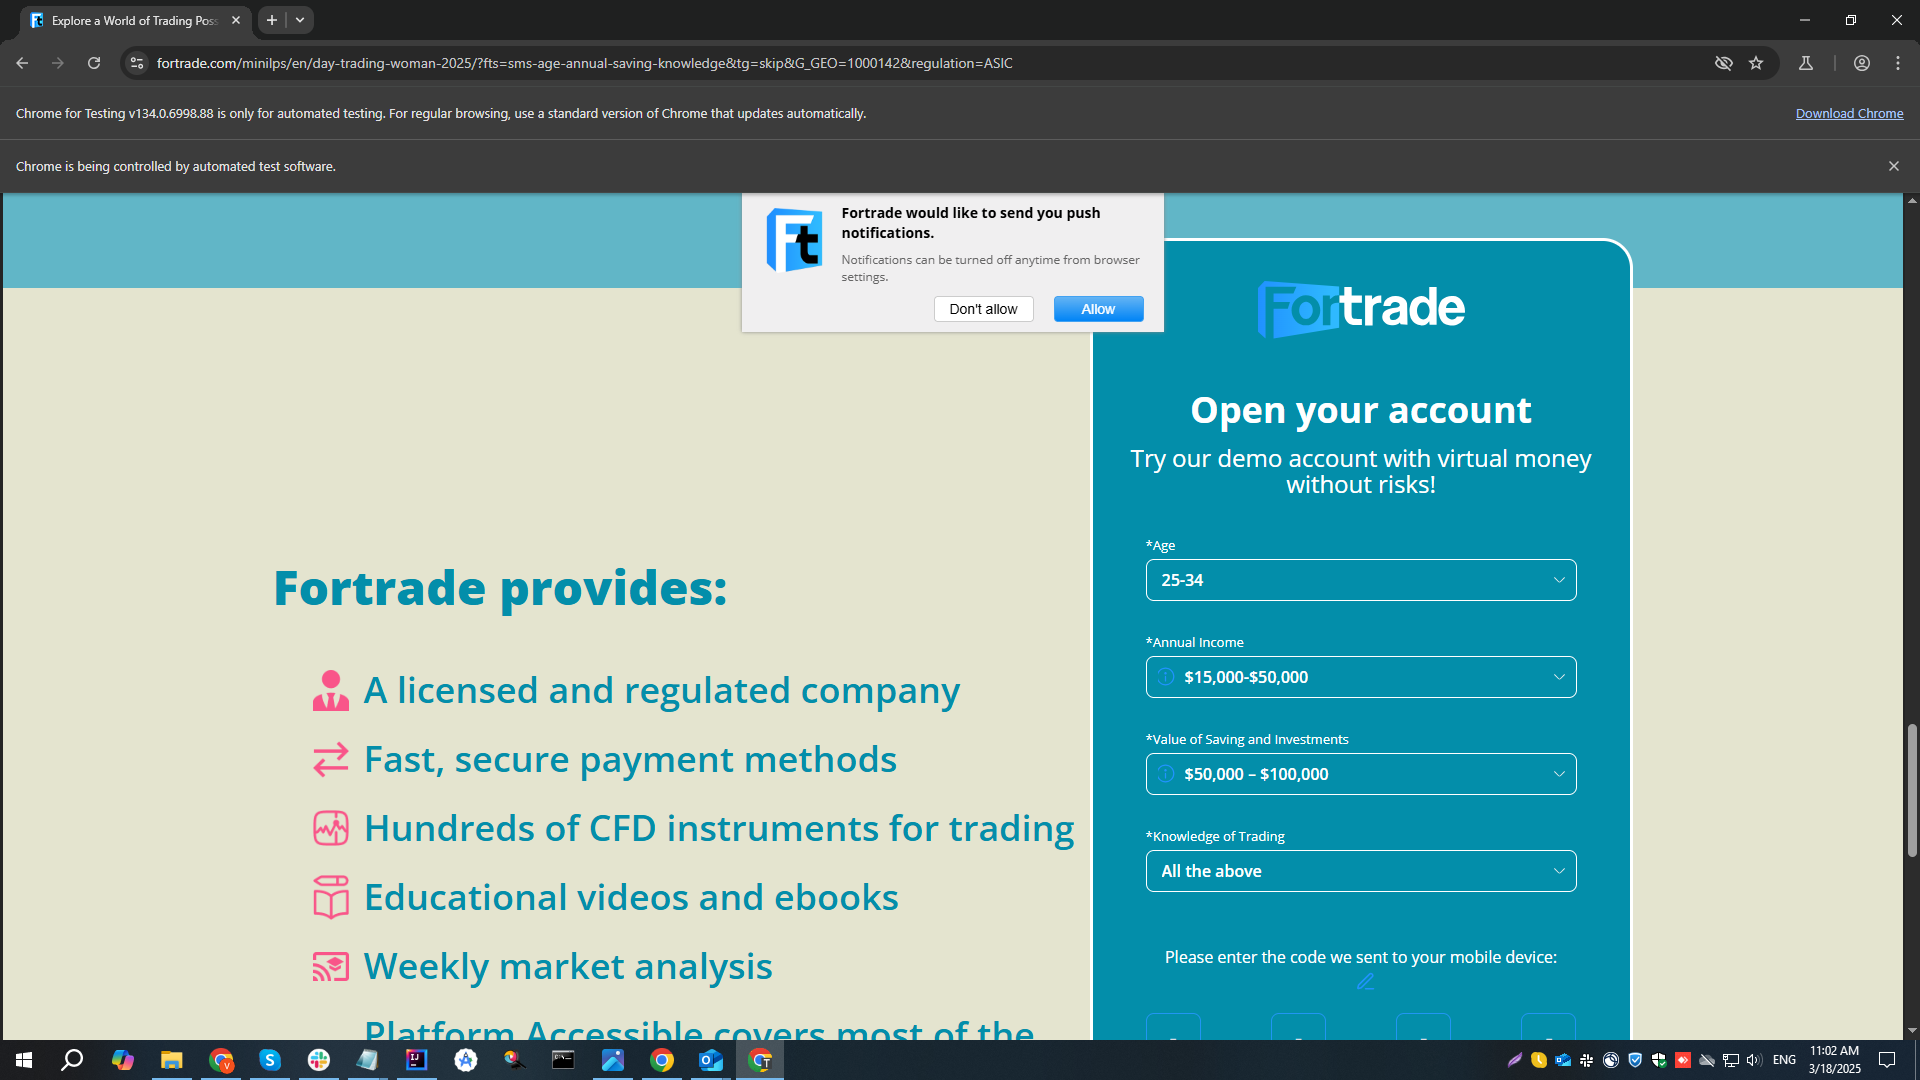 Explore a World of Trading Poss
fortrade.com/minilps/en/day-trading-woman-2025/?fts=sms-age-annual-saving-knowledge&tg=skip&G_GEO=1000142&regulation=ASIC
Chrome for Testing v134.0.6998.88 is only for automated testing. For regular browsing, use a standard version of Chrome that updates automatically.
Download Chrome
Chrome is being controlled by automated test software.
Ft
Fortrade would like to send you push
notifications.
Notifications can be turned off anytime from browser
settings.
Don't allow
Allow
Fortrade
Open your account
Try our demo account with virtual money
without risks!
*Age
25-34
*Annual Income
$15,000-$50,000
*Value of Saving and Investments
$50,000 – $100,000
*Knowledge of Trading
All the above
Please enter the code we sent to your mobile device:
Fortrade provides:
A licensed and regulated company
Fast, secure payment methods
Hundreds of CFD instruments for trading
Educational videos and ebooks
Weekly market analysis
Platform Accessible covers most of the
ENG
11:02 AM
3/18/2025